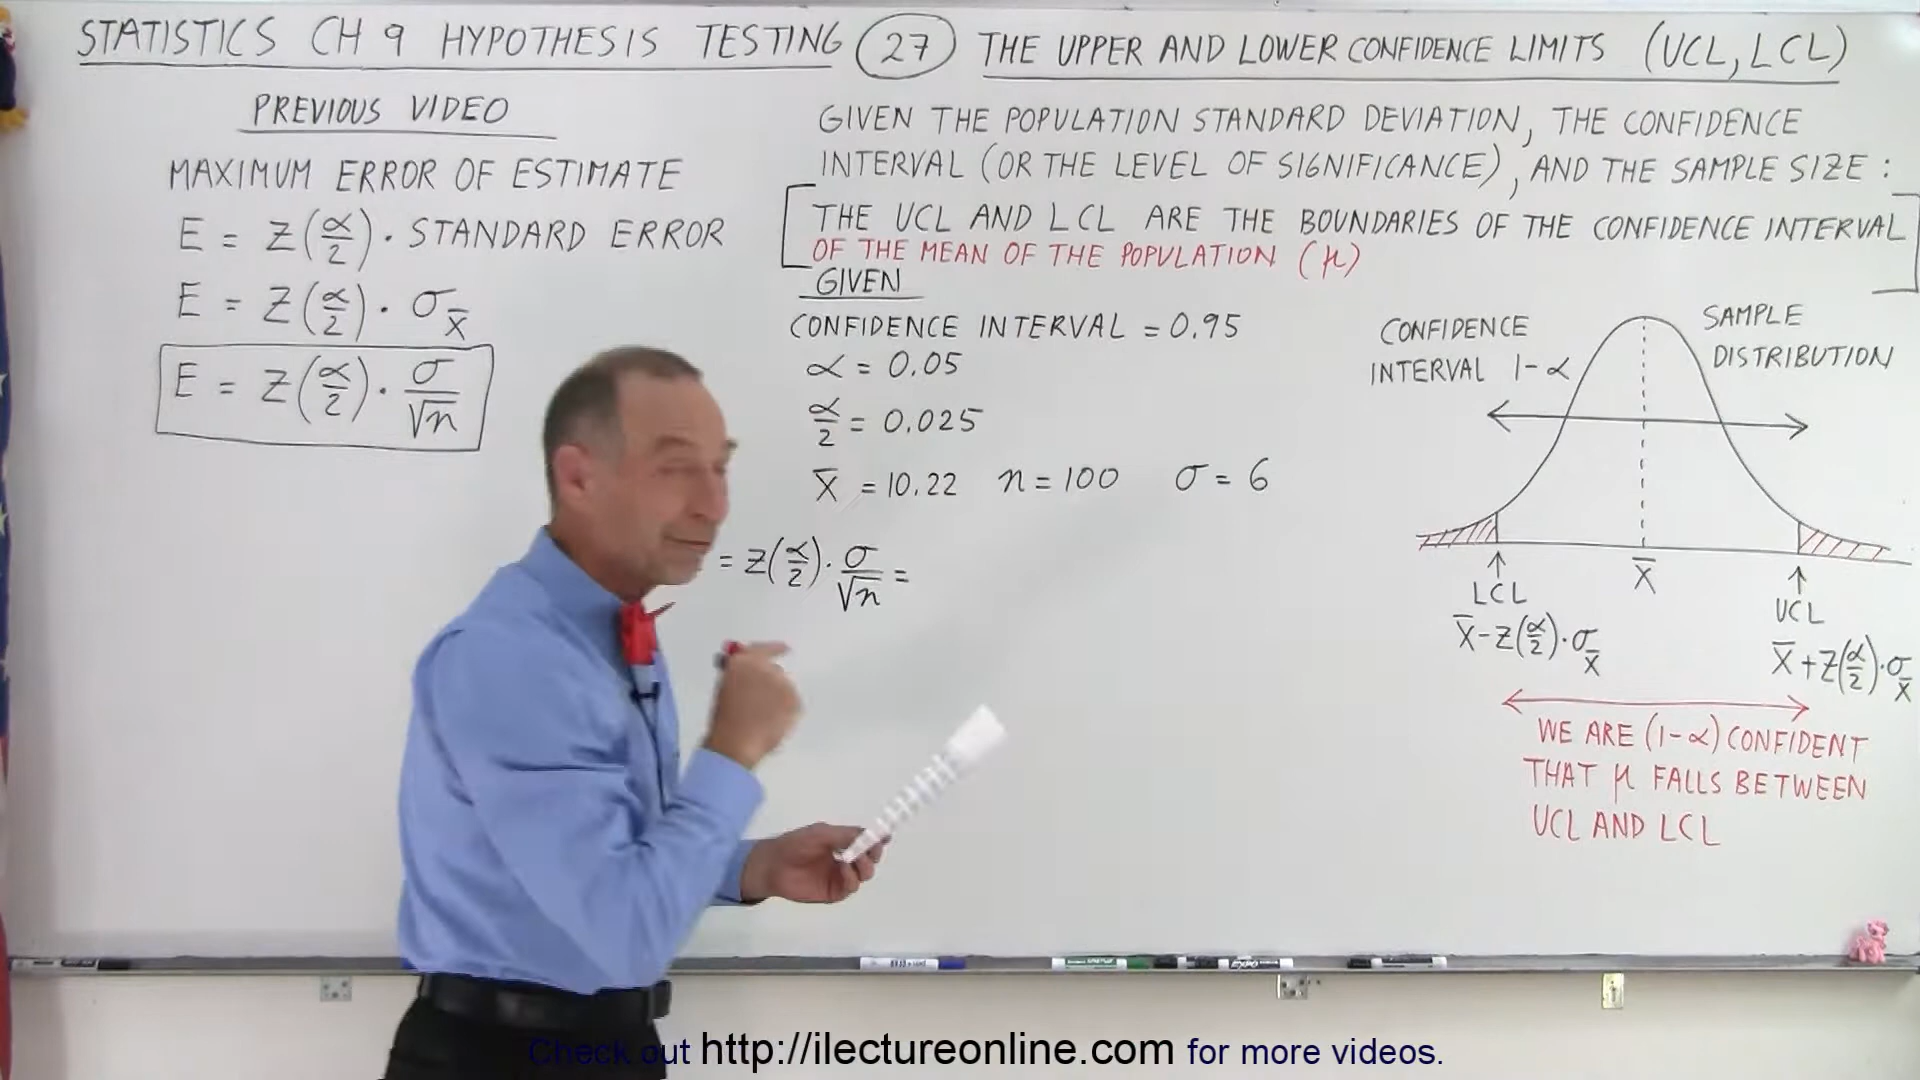 STATISTICS CH 9 HYPOTHESIS TESTING 27 THE UPPER AND LOWER CONFIDENCE LIMITS (UCL, LCL)
PREVIOUS VIDEO
MAXIMUM ERROR OF ESTIMATE
E = Z(α/2) · STANDARD ERROR
E = Z(α/2) · σx̄
E = Z(α/2) · σ/√n
GIVEN THE POPULATION STANDARD DEVIATION, THE CONFIDENCE
INTERVAL (OR THE LEVEL OF SIGNIFICANCE), AND THE SAMPLE SIZE :
THE UCL AND LCL ARE THE BOUNDARIES OF THE CONFIDENCE INTERVAL
OF THE MEAN OF THE POPULATION (μ)
GIVEN
CONFIDENCE INTERVAL = 0.95
α = 0.05
α/2 = 0.025
x̄ = 10.22 n = 100 σ = 6
= Z(α/2) · σ/√n =
CONFIDENCE
INTERVAL 1-α
SAMPLE
DISTRIBUTION
LCL
x̄ - Z(α/2) · σx̄
x̄
UCL
x̄ + Z(α/2) · σx̄
WE ARE (1-α) CONFIDENT
THAT μ FALLS BETWEEN
UCL AND LCL
EXPO
Check out http://ilectureonline.com for more videos.